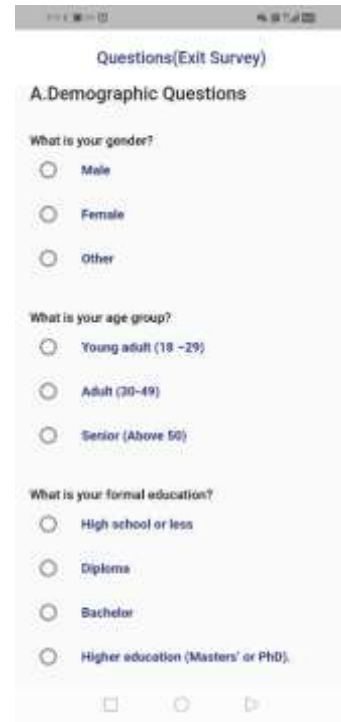 Questions(Exit Survey)
A.Demographic Questions
What is your gender?
Male
Female
Other
What is your age group?
Young adult (18 –29)
Adult (30-49)
Senior (Above 50)
What is your formal education?
High school or less
Diploma
Bachelor
Higher education (Masters' or PhD).